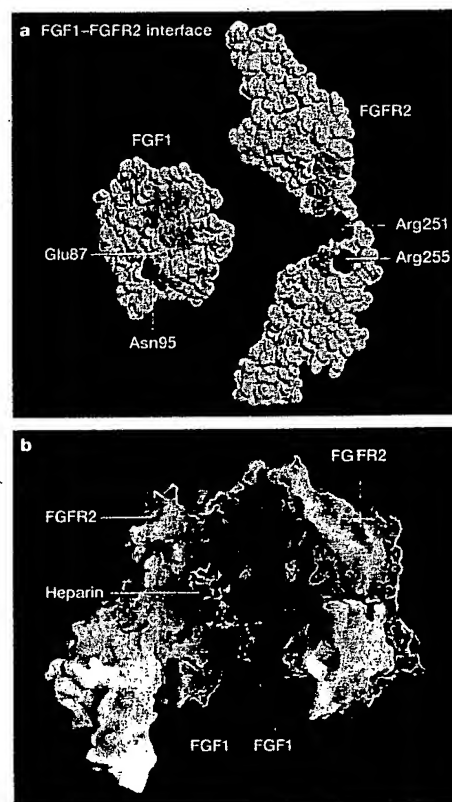 a FGF1–FGFR2 interface
FGFR2
FGF1
Arg251
Glu87
Arg255
Asn95
b
FGFR2
FGFR2
Heparin
FGF1 FGF1